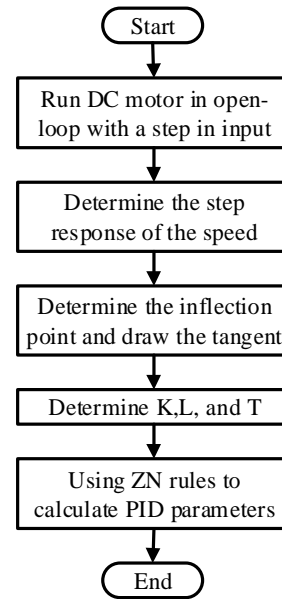 Start
Run DC motor in open-
loop with a step in input
Determine the step
response of the speed
Determine the inflection
point and draw the tangent
Determine K,L, and T
Using ZN rules to
calculate PID parameters
End